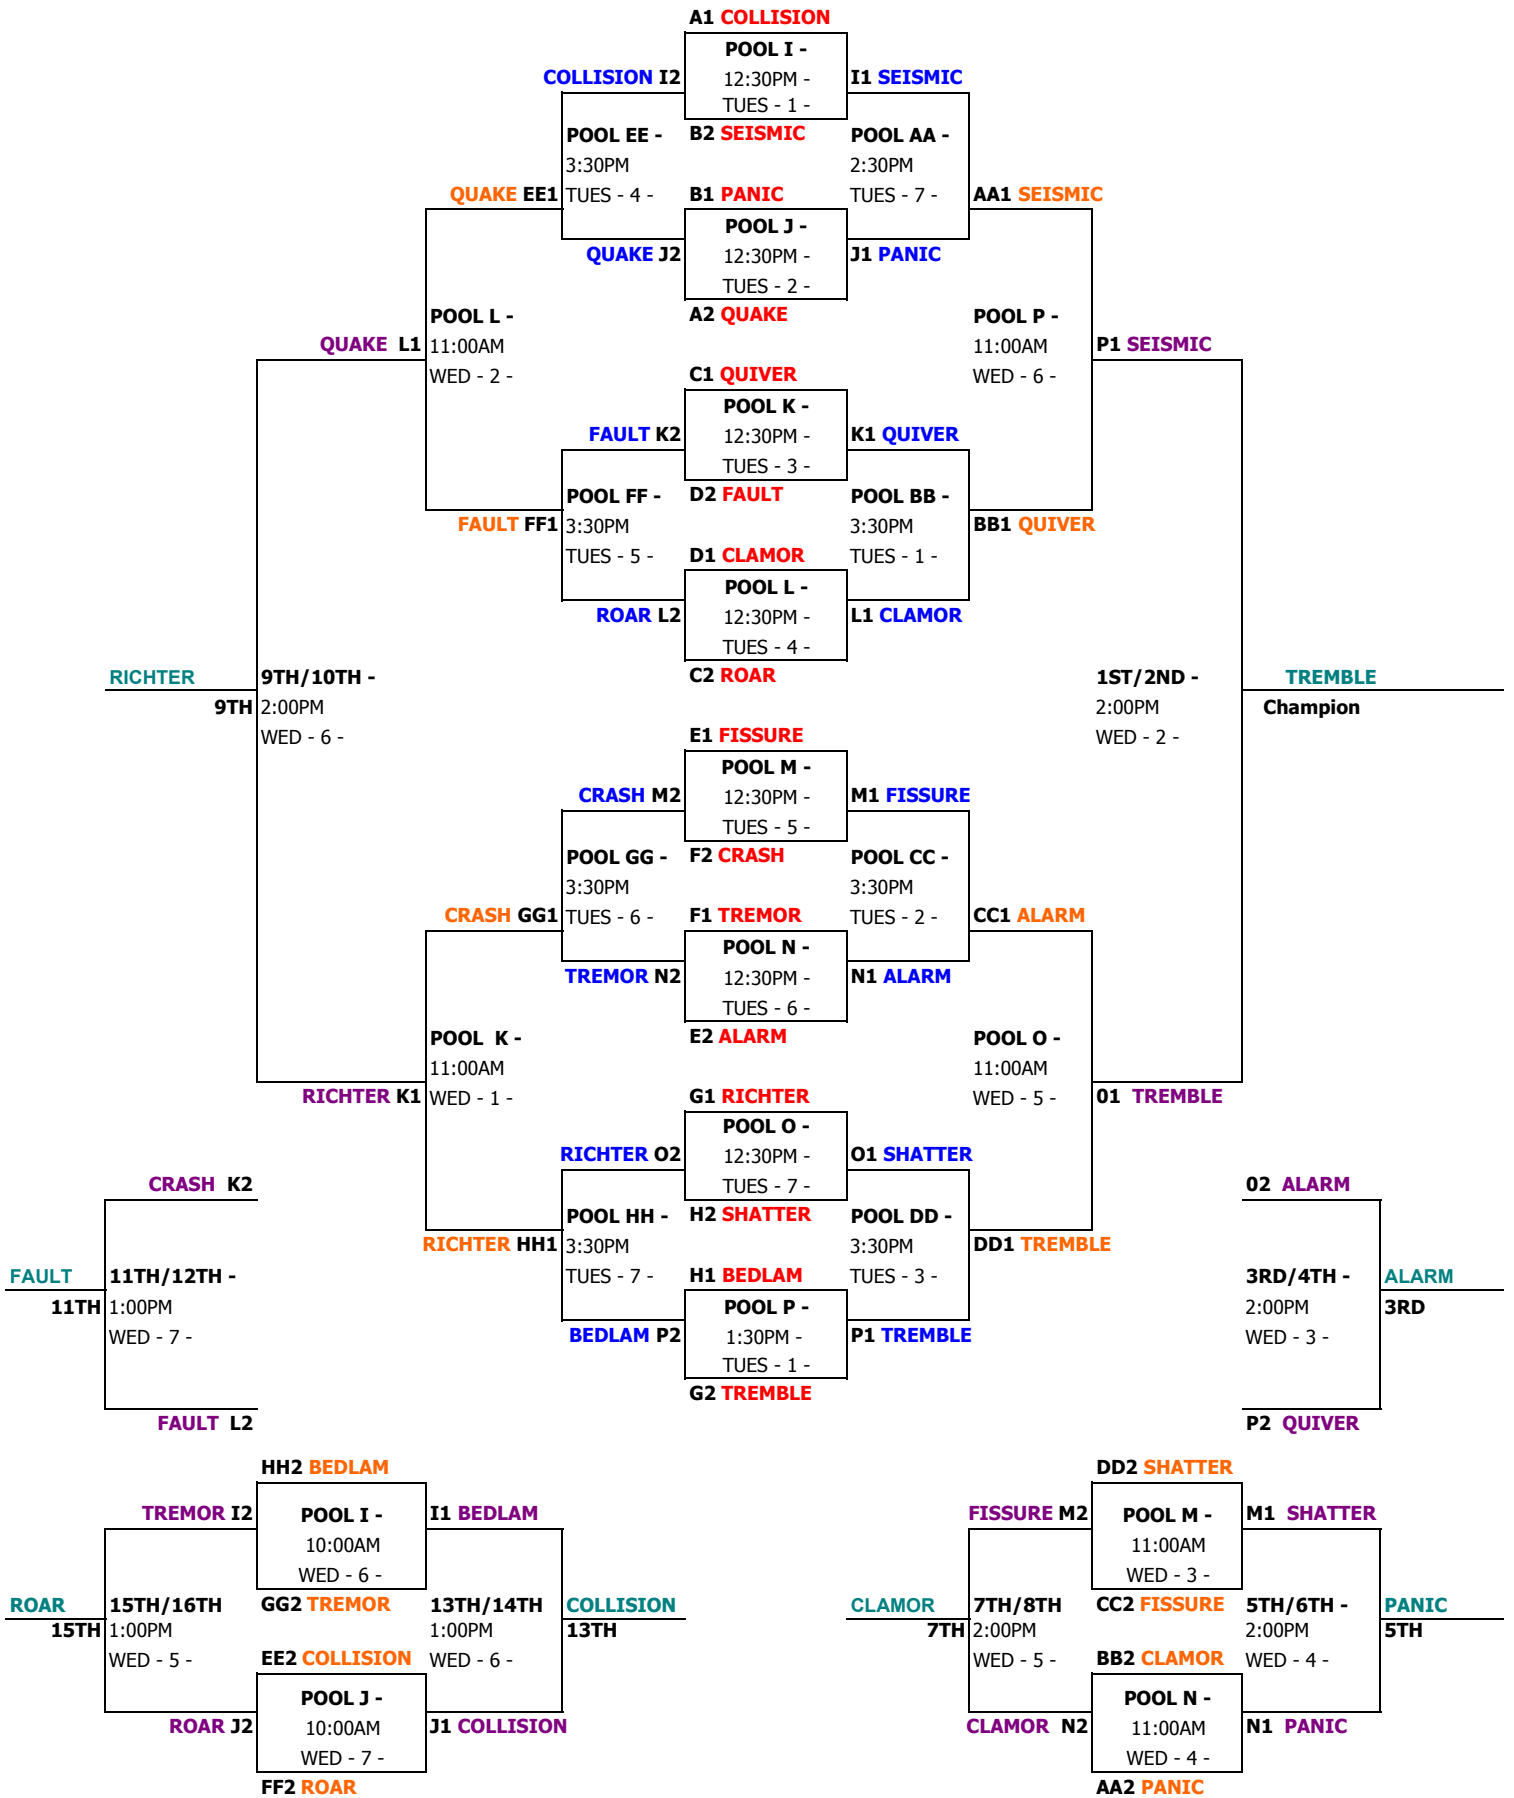 A1 COLLISION
POOL I -
COLLISION I2
12:30PM -
I1 SEISMIC
TUES - 1 -
POOL EE -
B2 SEISMIC
POOL AA -
3:30PM
2:30PM
QUAKE EE1
TUES - 4 -
B1 PANIC
TUES - 7 -
AA1 SEISMIC
POOL J -
QUAKE J2
12:30PM -
J1 PANIC
TUES - 2 -
POOL L -
A2 QUAKE
POOL P -
QUAKE L1
11:00AM
11:00AM
P1 SEISMIC
WED - 2 -
C1 QUIVER
WED - 6 -
POOL K -
FAULT K2
12:30PM -
K1 QUIVER
TUES - 3 -
POOL FF -
D2 FAULT
POOL BB -
FAULT FF1
3:30PM
3:30PM
BB1 QUIVER
TUES - 5 -
D1 CLAMOR
TUES - 1 -
POOL L -
ROAR L2
12:30PM -
L1 CLAMOR
TUES - 4 -
RICHTER
9TH/10TH -
C2 ROAR
1ST/2ND -
TREMBLE
9TH
2:00PM
2:00PM
Champion
WED - 6 -
WED - 2 -
E1 FISSURE
POOL M -
CRASH M2
12:30PM -
M1 FISSURE
TUES - 5 -
POOL GG -
F2 CRASH
POOL CC -
3:30PM
3:30PM
CRASH GG1
TUES - 6 -
F1 TREMOR
TUES - 2 -
CC1 ALARM
POOL N -
TREMOR N2
12:30PM -
N1 ALARM
TUES - 6 -
POOL K -
E2 ALARM
POOL O -
11:00AM
11:00AM
RICHTER K1
WED - 1 -
G1 RICHTER
WED - 5 -
01 TREMBLE
POOL O -
RICHTER O2
12:30PM -
O1 SHATTER
CRASH K2
TUES - 7 -
02 ALARM
POOL HH -
H2 SHATTER
POOL DD -
RICHTER HH1
3:30PM
3:30PM
DD1 TREMBLE
FAULT
11TH/12TH -
TUES - 7 -
H1 BEDLAM
TUES - 3 -
3RD/4TH -
ALARM
11TH
1:00PM
POOL P -
2:00PM
3RD
WED - 7 -
BEDLAM P2
1:30PM -
P1 TREMBLE
WED - 3 -
TUES - 1 -
G2 TREMBLE
FAULT L2
P2 QUIVER
HH2 BEDLAM
DD2 SHATTER
TREMOR I2
POOL I -
I1 BEDLAM
FISSURE M2
POOL M -
M1 SHATTER
10:00AM
11:00AM
WED - 6 -
WED - 3 -
ROAR
15TH/16TH
GG2 TREMOR
13TH/14TH
COLLISION
CLAMOR
7TH/8TH
CC2 FISSURE
5TH/6TH -
PANIC
15TH
1:00PM
1:00PM
13TH
7TH
2:00PM
2:00PM
5TH
WED - 5 -
EE2 COLLISION
WED - 6 -
WED - 5 -
BB2 CLAMOR
WED - 4 -
POOL J -
POOL N -
ROAR J2
10:00AM
J1 COLLISION
CLAMOR N2
11:00AM
N1 PANIC
WED - 7 -
WED - 4 -
FF2 ROAR
AA2 PANIC